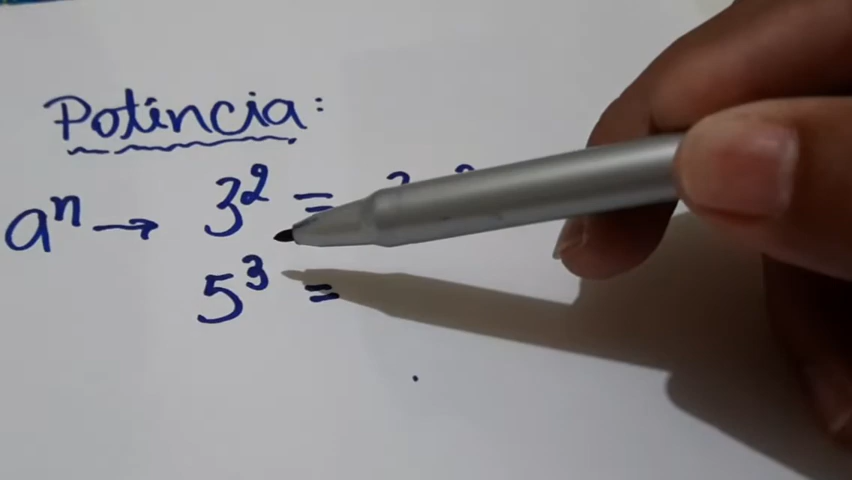 Potência:
aⁿ → 3² =
5³ =